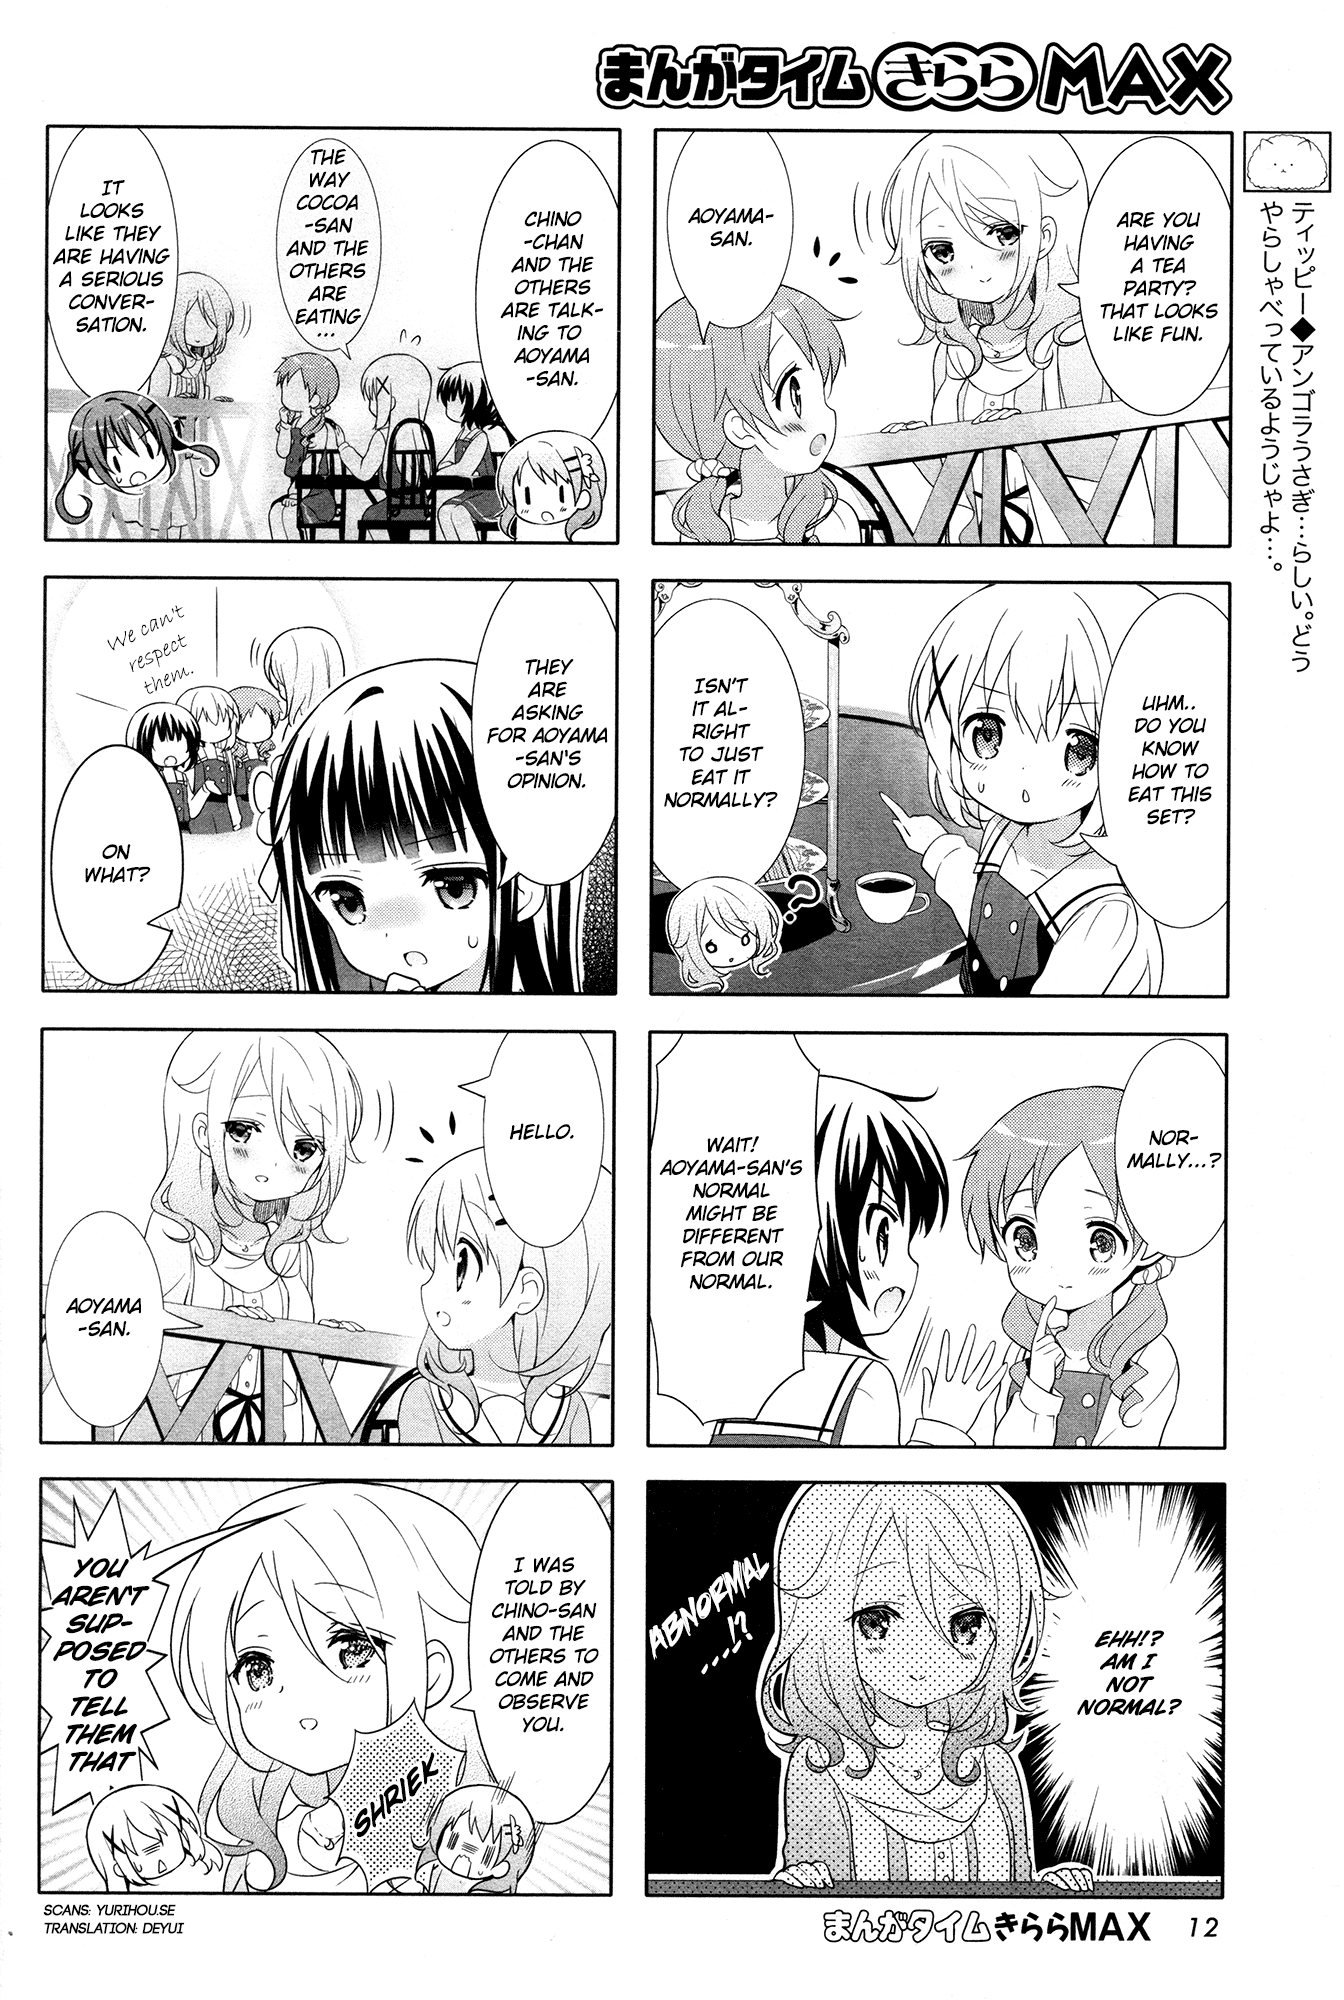 まんがタイムきららMAX
ティッピー◆アンゴラうさぎ…らしい。どう
やらしゃべっているようじゃよ…。
ARE YOU
HAVING
A TEA
PARTY?
THAT LOOKS
LIKE FUN.
AOYAMA-
SAN.
UHM..
DO YOU
KNOW
HOW TO
EAT THIS
SET?
ISN'T
IT AL-
RIGHT
TO JUST
EAT IT
NORMALLY?
?
NOR-
MALLY...?
WAIT!
AOYAMA-SAN'S
NORMAL
MIGHT BE
DIFFERENT
FROM OUR
NORMAL.
EHH!?
AM I
NOT
NORMAL?
ABNORMAL
....!?
CHINO
-CHAN
AND THE
OTHERS
ARE TALK-
ING TO
AOYAMA
-SAN.
THE
WAY
COCOA
-SAN
AND THE
OTHERS
ARE
EATING
...
IT
LOOKS
LIKE THEY
ARE HAVING
A SERIOUS
CONVER-
SATION.
THEY
ARE
ASKING
FOR AOYAMA
-SAN'S
OPINION.
We can't
respect
them.
ON
WHAT?
HELLO.
AOYAMA
-SAN.
I WAS
TOLD BY
CHINO-SAN
AND THE
OTHERS TO
COME AND
OBSERVE
YOU.
SHRIEK
YOU
AREN'T
SUP-
POSED
TO
TELL
THEM
THAT
SCANS: YURIHOU.SE
TRANSLATION: DEYUI
まんがタイムきららMAX 12